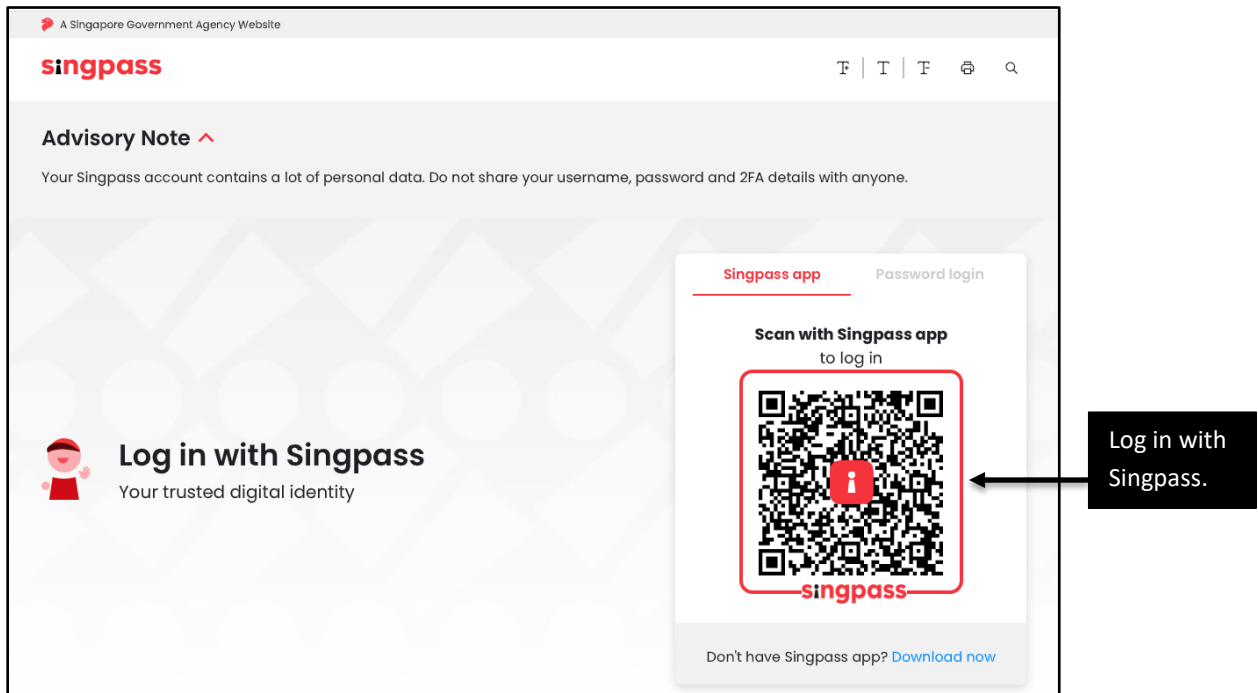 A Singapore Government Agency Website
singpass
Advisory Note
Your Singpass account contains a lot of personal data. Do not share your username, password and 2FA details with anyone.
Singpass app Password login
Scan with Singpass app
to log in
Log in with Singpass
Your trusted digital identity
singpass
Don't have Singpass app? Download now
Log in with
Singpass.